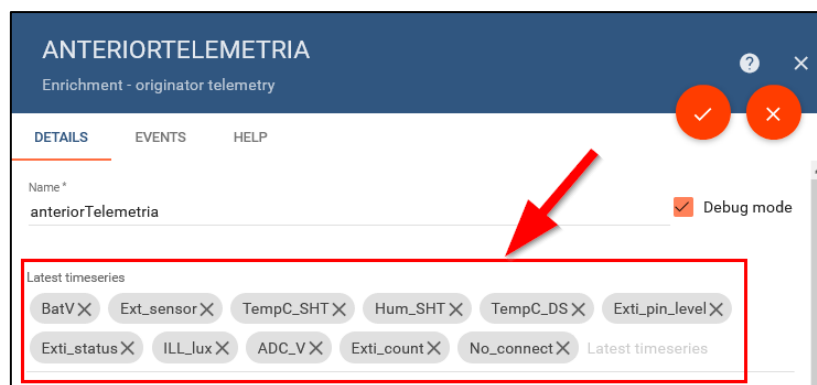 ANTERIORTELEMETRIA
Enrichment - originator telemetry
DETAILS EVENTS HELP
Name *
anteriorTelemetria
Debug mode
Latest timeseries
BatV Ext_sensor TempC_SHT Hum_SHT TempC_DS Exti_pin_level
Exti_status ILL_lux ADC_V Exti_count No_connect Latest timeseries